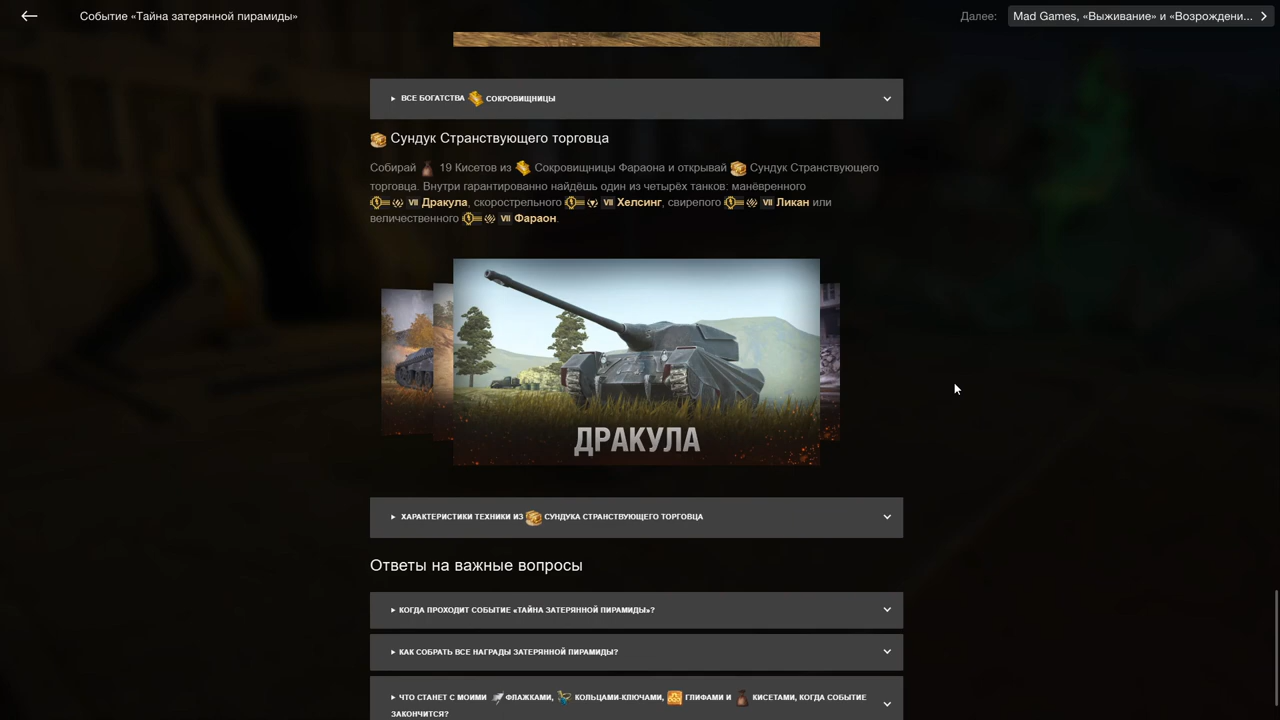 Событие «Тайна затерянной пирамиды»
Далее:
Mad Games, «Выживание» и «Возрождени...
ВСЕ БОГАТСТВА СОКРОВИЩНИЦЫ
Сундук Странствующего торговца
Собирай 19 Кисетов из Сокровищницы Фараона и открывай Сундук Странствующего
торговца. Внутри гарантированно найдёшь один из четырёх танков: манёвренного
VII Дракула, скорострельного VII Хелсинг, свирепого VII Ликан или
величественного VII Фараон.
ДРАКУЛА
ХАРАКТЕРИСТИКИ ТЕХНИКИ ИЗ СУНДУКА СТРАНСТВУЮЩЕГО ТОРГОВЦА
Ответы на важные вопросы
КОГДА ПРОХОДИТ СОБЫТИЕ «ТАЙНА ЗАТЕРЯННОЙ ПИРАМИДЫ»?
КАК СОБРАТЬ ВСЕ НАГРАДЫ ЗАТЕРЯННОЙ ПИРАМИДЫ?
ЧТО СТАНЕТ С МОИМИ ФЛАЖКАМИ, КОЛЬЦАМИ-КЛЮЧАМИ, ГЛИФАМИ И КИСЕТАМИ, КОГДА СОБЫТИЕ
ЗАКОНЧИТСЯ?